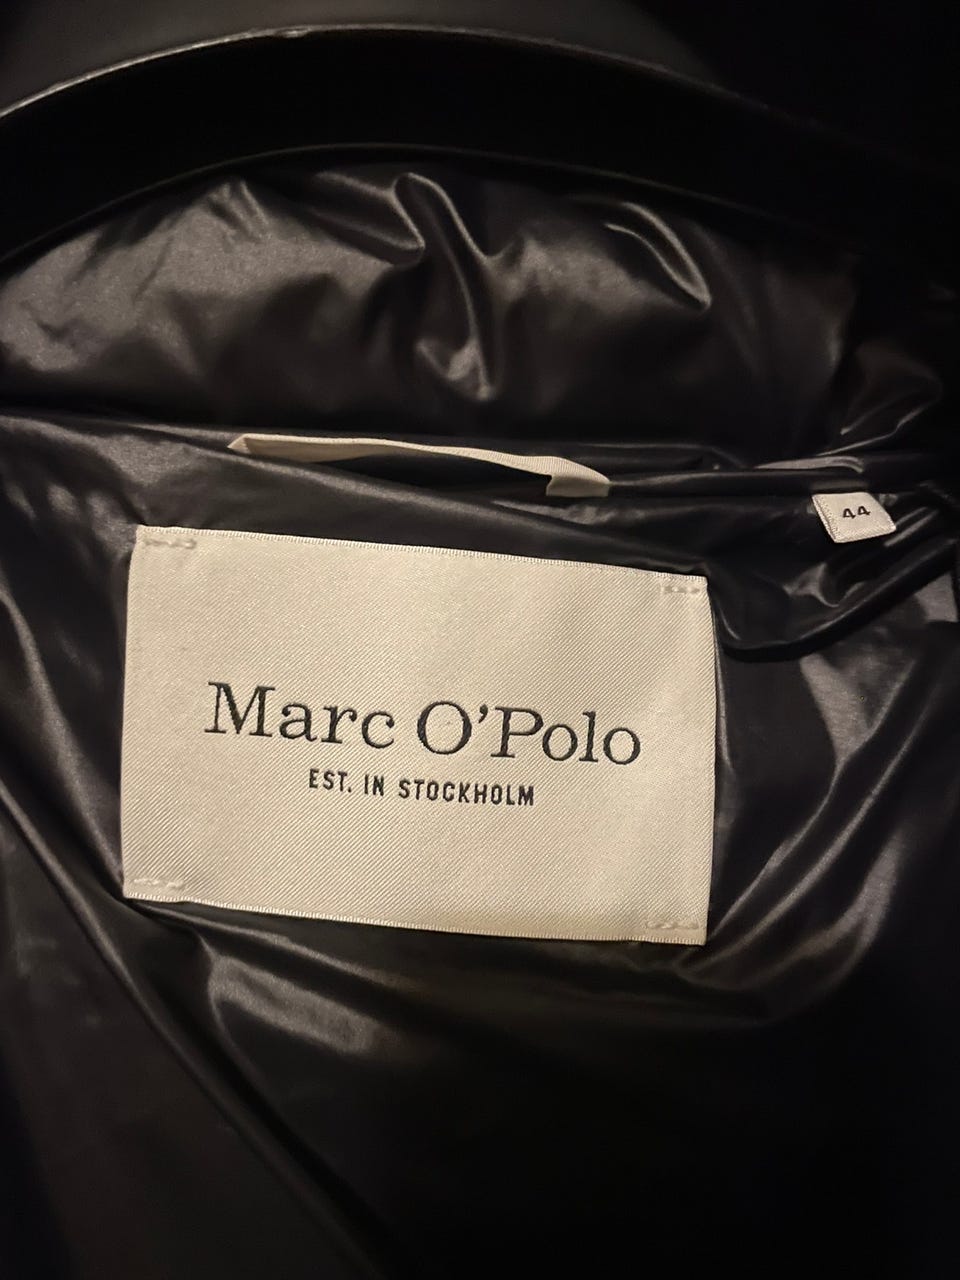 44
Marc O'Polo
EST. IN STOCKHOLM